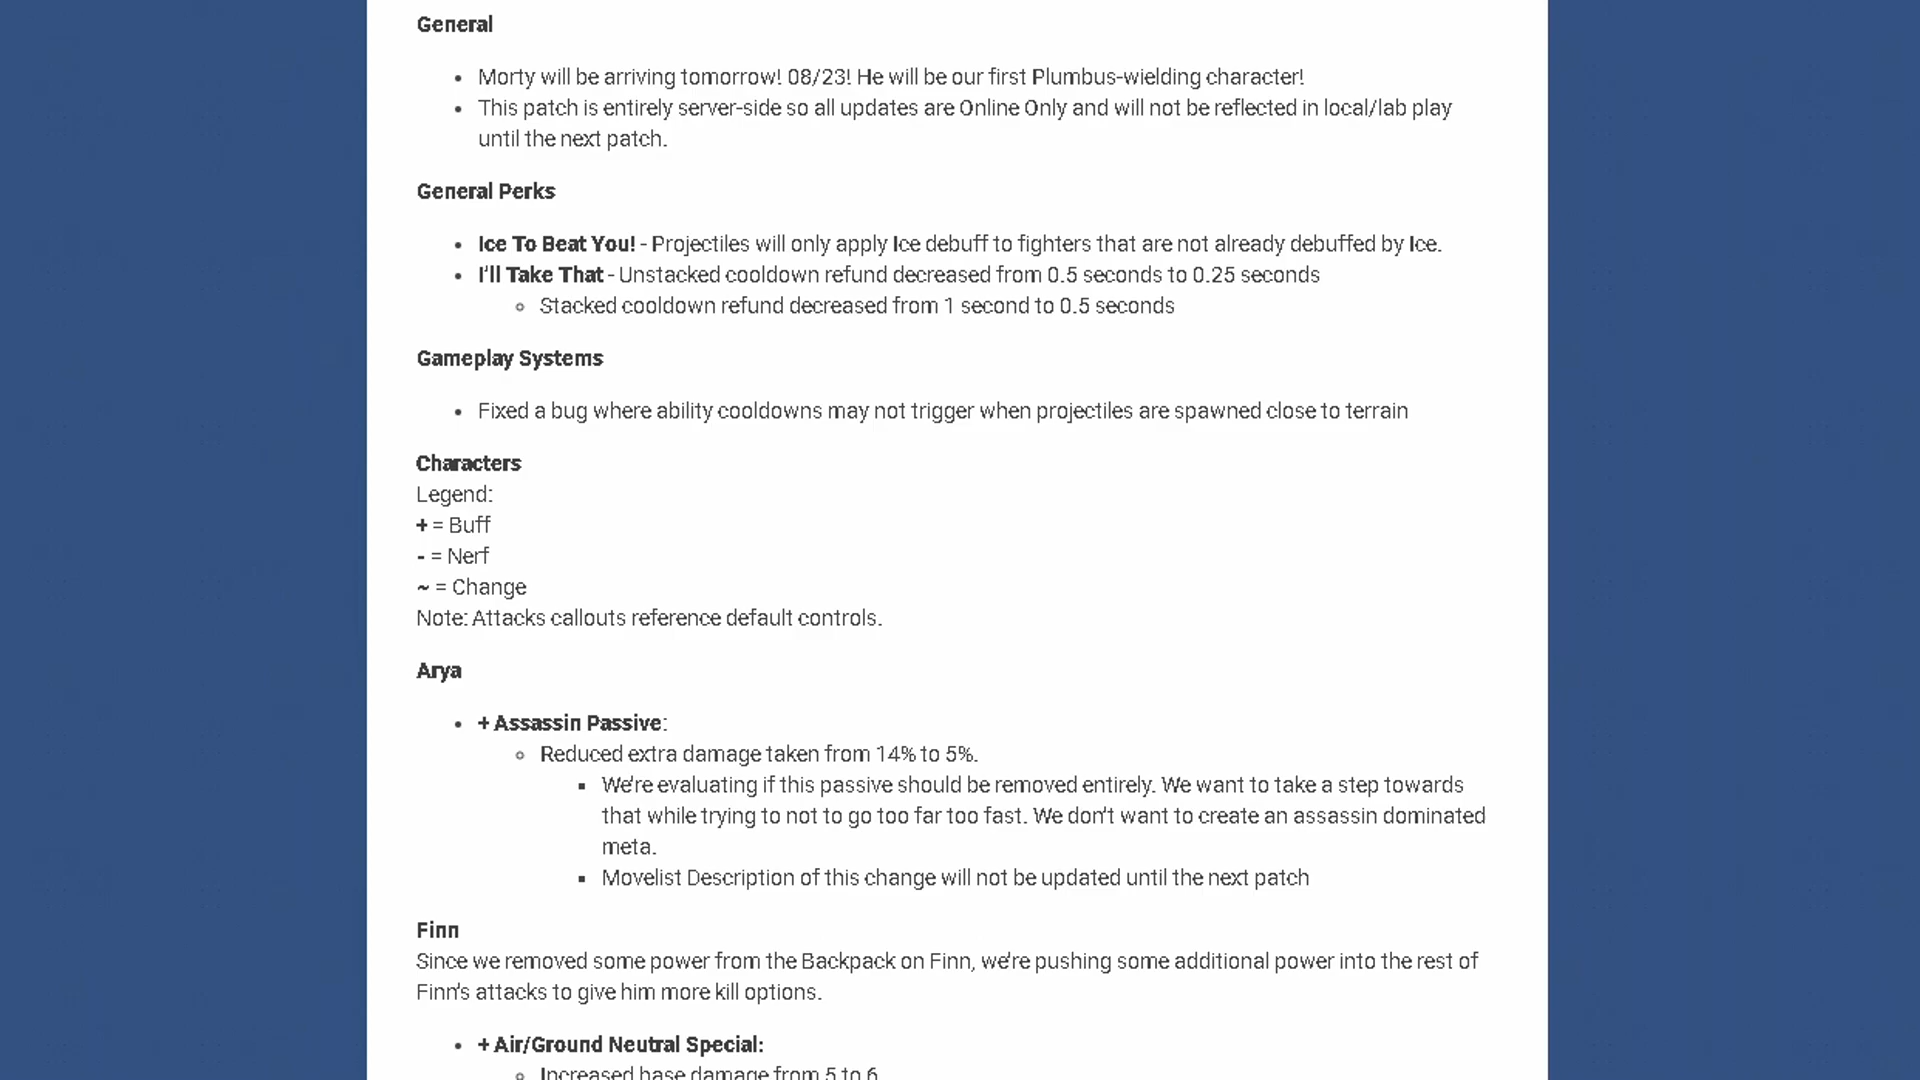 General
• Morty will be arriving tomorrow! 08/23! He will be our first Plumbus-wielding character!
• This patch is entirely server-side so all updates are Online Only and will not be reflected in local/lab play
until the next patch.
General Perks
• Ice To Beat You! - Projectiles will only apply Ice debuff to fighters that are not already debuffed by Ice.
• I'll Take That - Unstacked cooldown refund decreased from 0.5 seconds to 0.25 seconds
◦ Stacked cooldown refund decreased from 1 second to 0.5 seconds
Gameplay Systems
• Fixed a bug where ability cooldowns may not trigger when projectiles are spawned close to terrain
Characters
Legend:
+ = Buff
- = Nerf
~ = Change
Note: Attacks callouts reference default controls.
Arya
• + Assassin Passive:
◦ Reduced extra damage taken from 14% to 5%.
▪ We're evaluating if this passive should be removed entirely. We want to take a step towards
that while trying to not to go too far too fast. We don't want to create an assassin dominated
meta.
▪ Movelist Description of this change will not be updated until the next patch
Finn
Since we removed some power from the Backpack on Finn, we're pushing some additional power into the rest of
Finn's attacks to give him more kill options.
• + Air/Ground Neutral Special:
◦ Increased base damage from 5 to 6